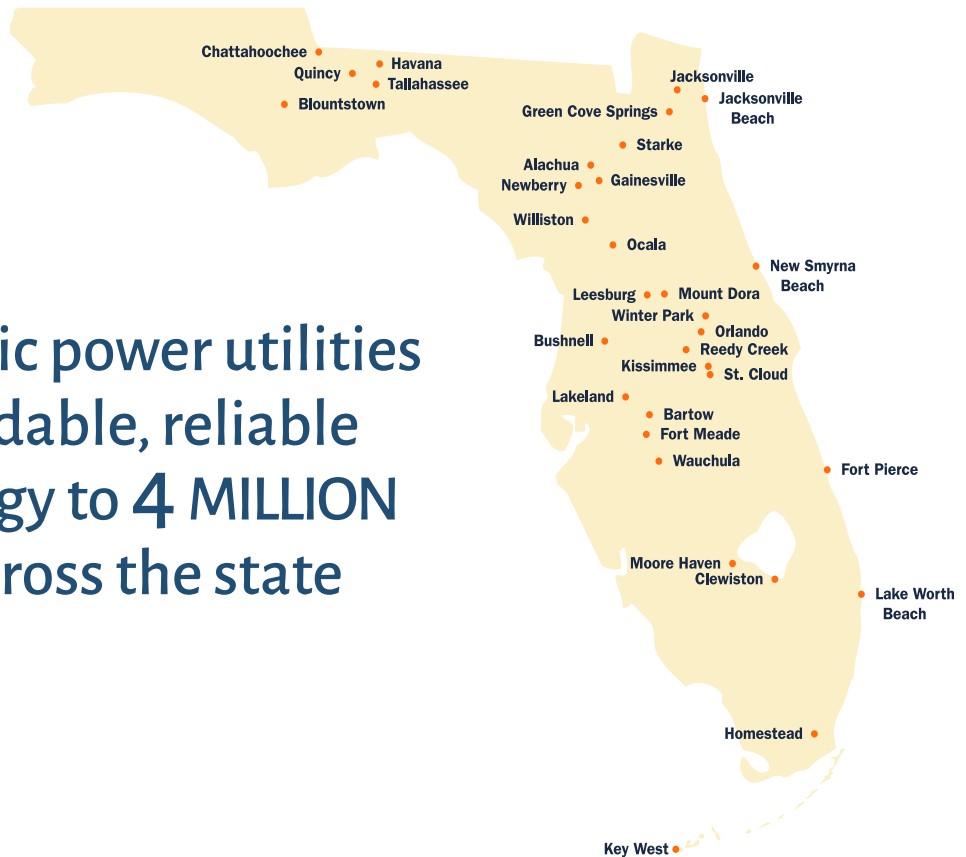 Chattahoochee
Havana
Quincy
Tallahassee
Blountstown
Jacksonville
Jacksonville
Beach
Green Cove Springs
Starke
Alachua
Gainesville
Newberry
Williston
Ocala
New Smyrna
Beach
Leesburg
Mount Dora
Winter Park
Orlando
Bushnell
Reedy Creek
Kissimmee
St. Cloud
Lakeland
Bartow
Fort Meade
Wauchula
Fort Pierce
Moore Haven
Clewiston
Lake Worth
Beach
Homestead
Key West
ic power utilities
dable, reliable
gy to 4 MILLION
ross the state